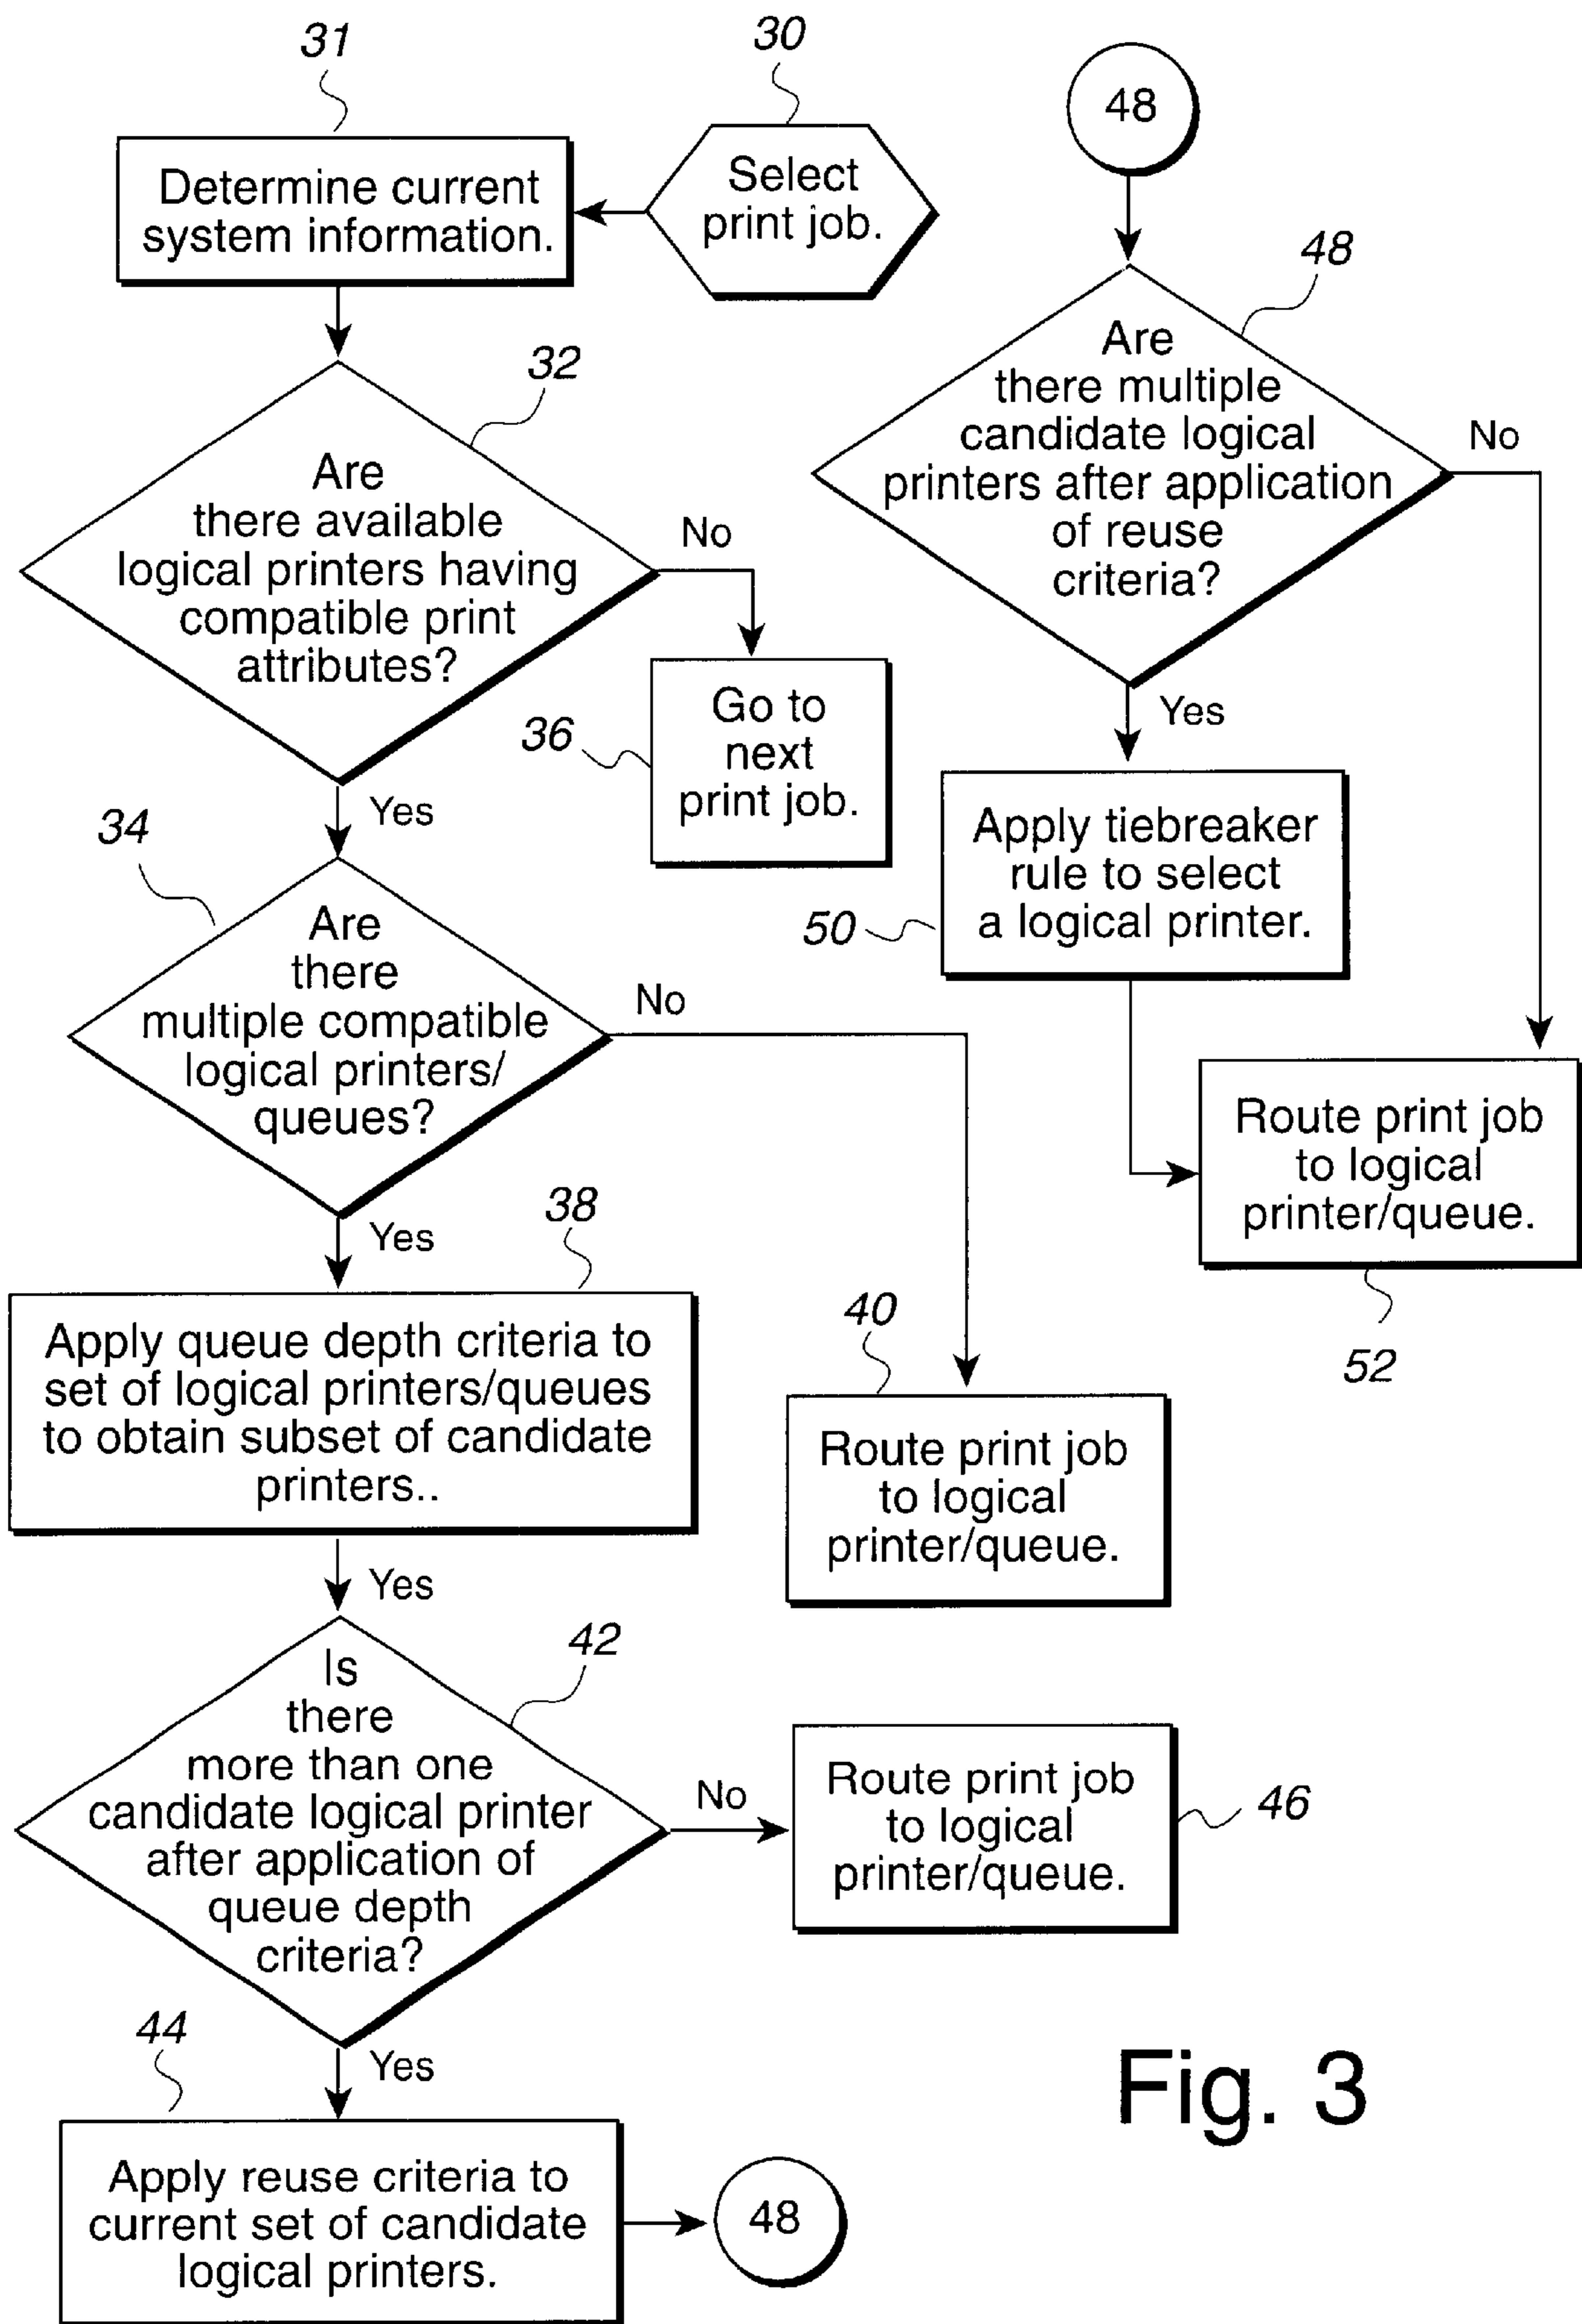 31
30
Select
print job.
Determine current
system information.
32
Are
there available
logical printers having
compatible print
attributes?
No
36
Go to
next
print job.
Yes
34
Are
there
multiple compatible
logical printers/
queues?
No
Yes
38
Apply queue depth criteria to
set of logical printers/queues
to obtain subset of candidate
printers..
40
Route print job
to logical
printer/queue.
Yes
42
Is
there
more than one
candidate logical printer
after application of
queue depth
criteria?
No
Route print job
to logical
printer/queue.
46
Yes
44
Apply reuse criteria to
current set of candidate
logical printers.
48
48
48
Are
there multiple
candidate logical
printers after application
of reuse
criteria?
No
Yes
Apply tiebreaker
rule to select
a logical printer.
50
Route print job
to logical
printer/queue.
52
Fig. 3